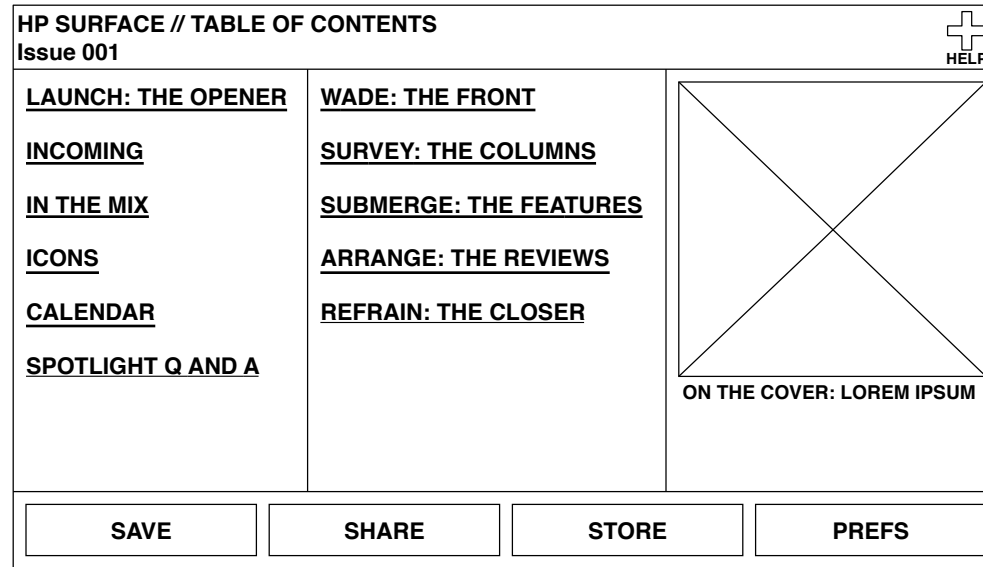 HP SURFACE // TABLE OF CONTENTS
Issue 001
HELP
LAUNCH: THE OPENER
INCOMING
IN THE MIX
ICONS
CALENDAR
SPOTLIGHT Q AND A
WADE: THE FRONT
SURVEY: THE COLUMNS
SUBMERGE: THE FEATURES
ARRANGE: THE REVIEWS
REFRAIN: THE CLOSER
ON THE COVER: LOREM IPSUM
SAVE
SHARE
STORE
PREFS